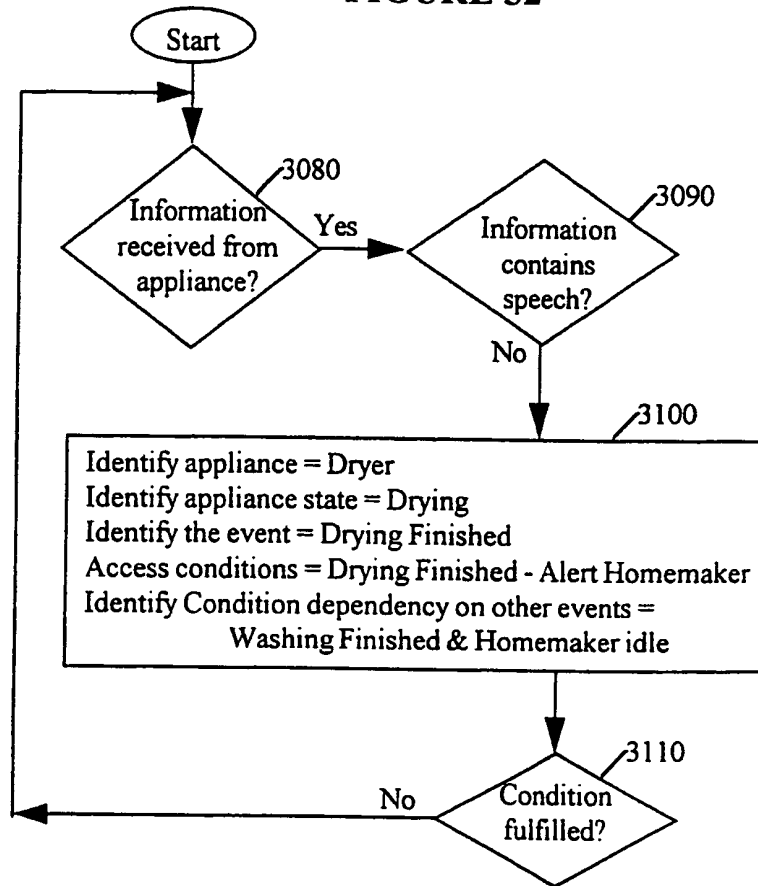 Start
3080
Information
received from
appliance?
Yes
3090
Information
contains
speech?
No
3100
Identify appliance = Dryer
Identify appliance state = Drying
Identify the event = Drying Finished
Access conditions = Drying Finished - Alert Homemaker
Identify Condition dependency on other events =
Washing Finished & Homemaker idle
3110
Condition
fulfilled?
No